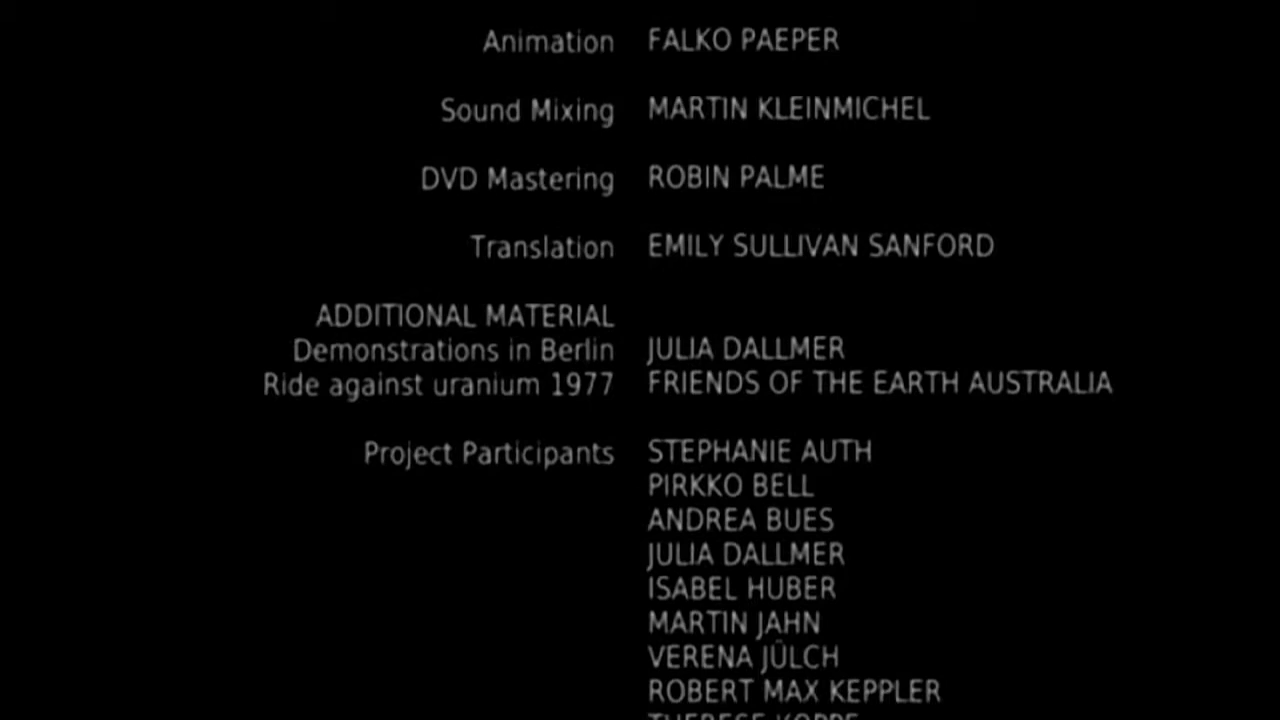 Animation FALKO PAEPER
Sound Mixing MARTIN KLEINMICHEL
DVD Mastering ROBIN PALME
Translation EMILY SULLIVAN SANFORD
ADDITIONAL MATERIAL
Demonstrations in Berlin JULIA DALLMER
Ride against uranium 1977 FRIENDS OF THE EARTH AUSTRALIA
Project Participants STEPHANIE AUTH
PIRKKO BELL
ANDREA BUES
JULIA DALLMER
ISABEL HUBER
MARTIN JAHN
VERENA JÜLCH
ROBERT MAX KEPPLER